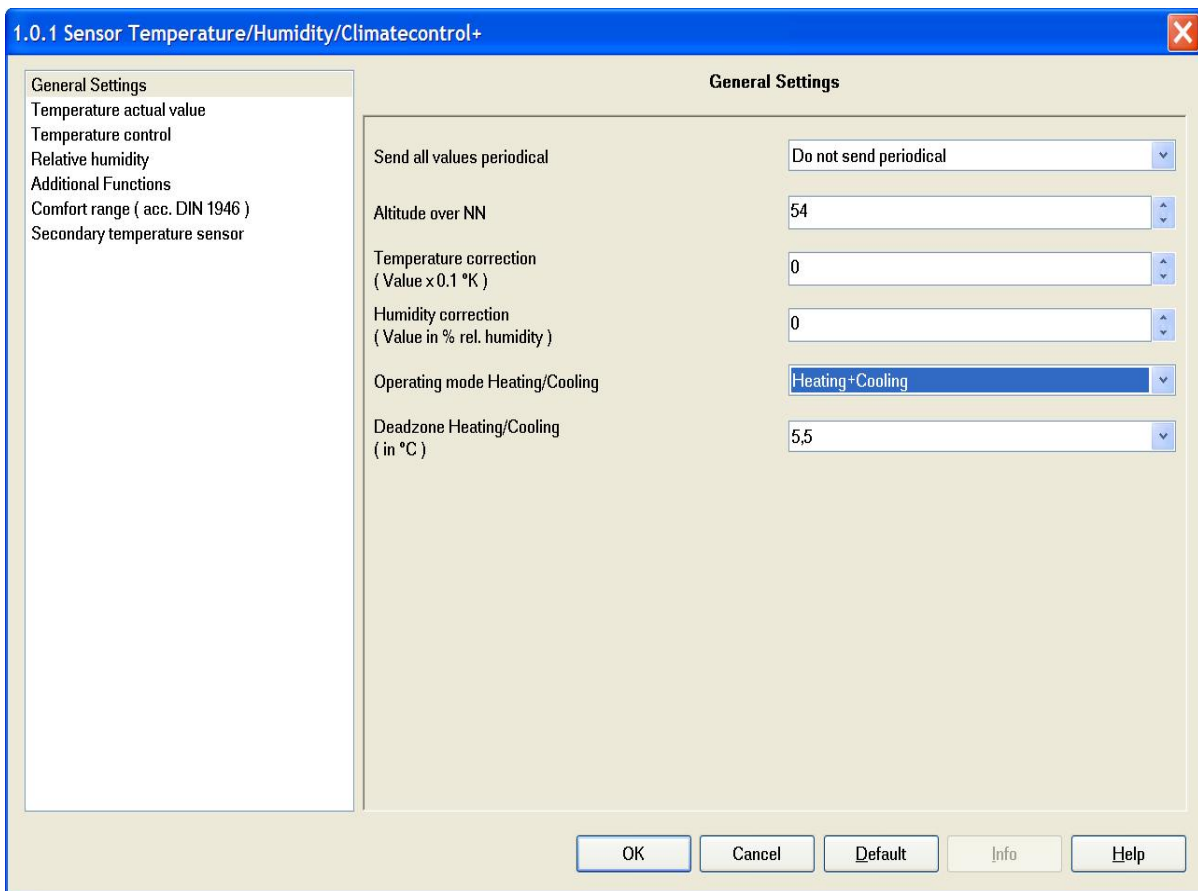 1.0.1 Sensor Temperature/Humidity/Climatecontrol+
General Settings
Temperature actual value
Temperature control
Relative humidity
Additional Functions
Comfort range ( acc. DIN 1946 )
Secondary temperature sensor
General Settings
Send all values periodical
Do not send periodical
Altitude over NN
54
Temperature correction
( Value x 0.1 °K )
0
Humidity correction
( Value in % rel. humidity )
0
Operating mode Heating/Cooling
Heating+Cooling
Deadzone Heating/Cooling
( in °C )
5,5
OK
Cancel
Default
Info
Help